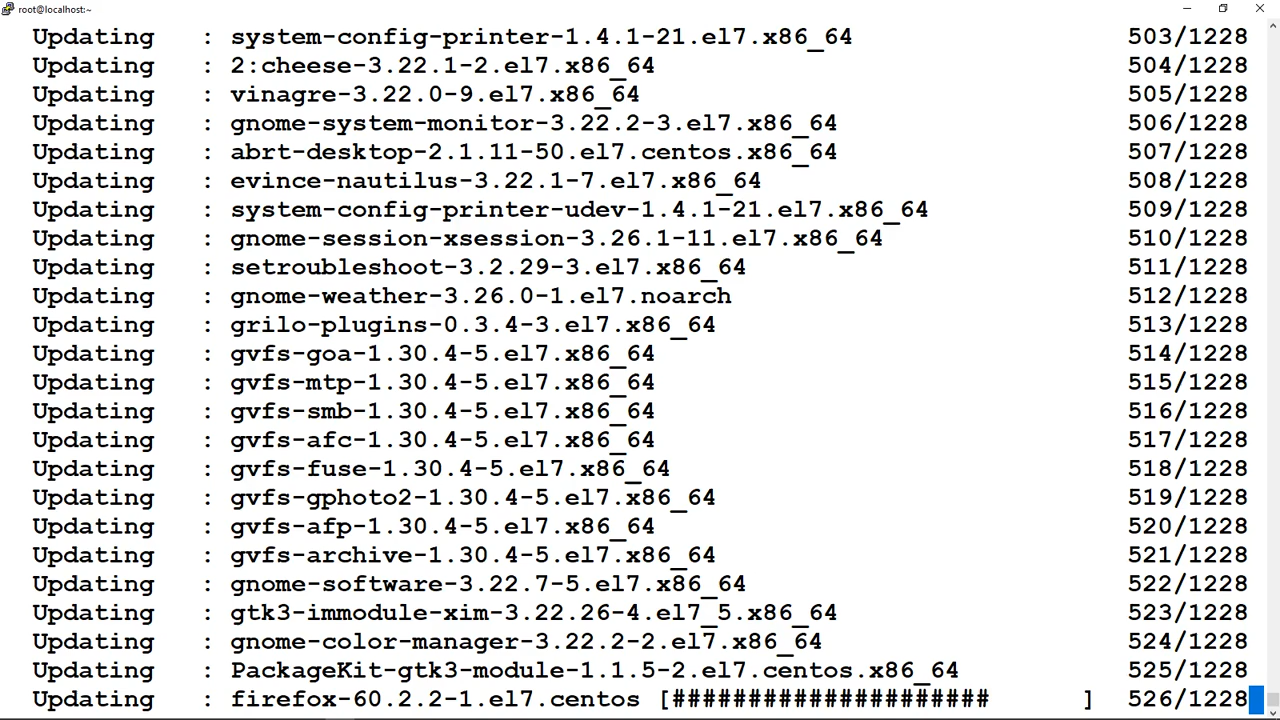 root@localhost:~
Updating : system-config-printer-1.4.1-21.el7.x86_64 503/1228
Updating : 2:cheese-3.22.1-2.el7.x86_64 504/1228
Updating : vinagre-3.22.0-9.el7.x86_64 505/1228
Updating : gnome-system-monitor-3.22.2-3.el7.x86_64 506/1228
Updating : abrt-desktop-2.1.11-50.el7.centos.x86_64 507/1228
Updating : evince-nautilus-3.22.1-7.el7.x86_64 508/1228
Updating : system-config-printer-udev-1.4.1-21.el7.x86_64 509/1228
Updating : gnome-session-xsession-3.26.1-11.el7.x86_64 510/1228
Updating : setroubleshoot-3.2.29-3.el7.x86_64 511/1228
Updating : gnome-weather-3.26.0-1.el7.noarch 512/1228
Updating : grilo-plugins-0.3.4-3.el7.x86_64 513/1228
Updating : gvfs-goa-1.30.4-5.el7.x86_64 514/1228
Updating : gvfs-mtp-1.30.4-5.el7.x86_64 515/1228
Updating : gvfs-smb-1.30.4-5.el7.x86_64 516/1228
Updating : gvfs-afc-1.30.4-5.el7.x86_64 517/1228
Updating : gvfs-fuse-1.30.4-5.el7.x86_64 518/1228
Updating : gvfs-gphoto2-1.30.4-5.el7.x86_64 519/1228
Updating : gvfs-afp-1.30.4-5.el7.x86_64 520/1228
Updating : gvfs-archive-1.30.4-5.el7.x86_64 521/1228
Updating : gnome-software-3.22.7-5.el7.x86_64 522/1228
Updating : gtk3-immodule-xim-3.22.26-4.el7_5.x86_64 523/1228
Updating : gnome-color-manager-3.22.2-2.el7.x86_64 524/1228
Updating : PackageKit-gtk3-module-1.1.5-2.el7.centos.x86_64 525/1228
Updating : firefox-60.2.2-1.el7.centos [##################### ] 526/1228